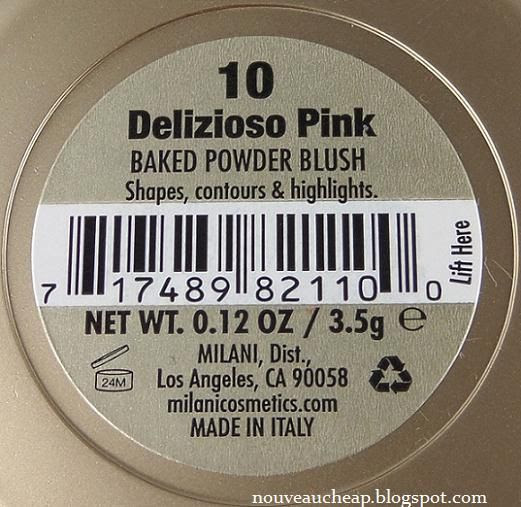 10
Delizioso Pink
BAKED POWDER BLUSH
Shapes, contours & highlights.
Lift Here
7 17489 82110 0
NET WT. 0.12 OZ / 3.5g ℮
24M
MILANI, Dist.,
Los Angeles, CA 90058
milanicosmetics.com
MADE IN ITALY
nouveaucheap.blogspot.com